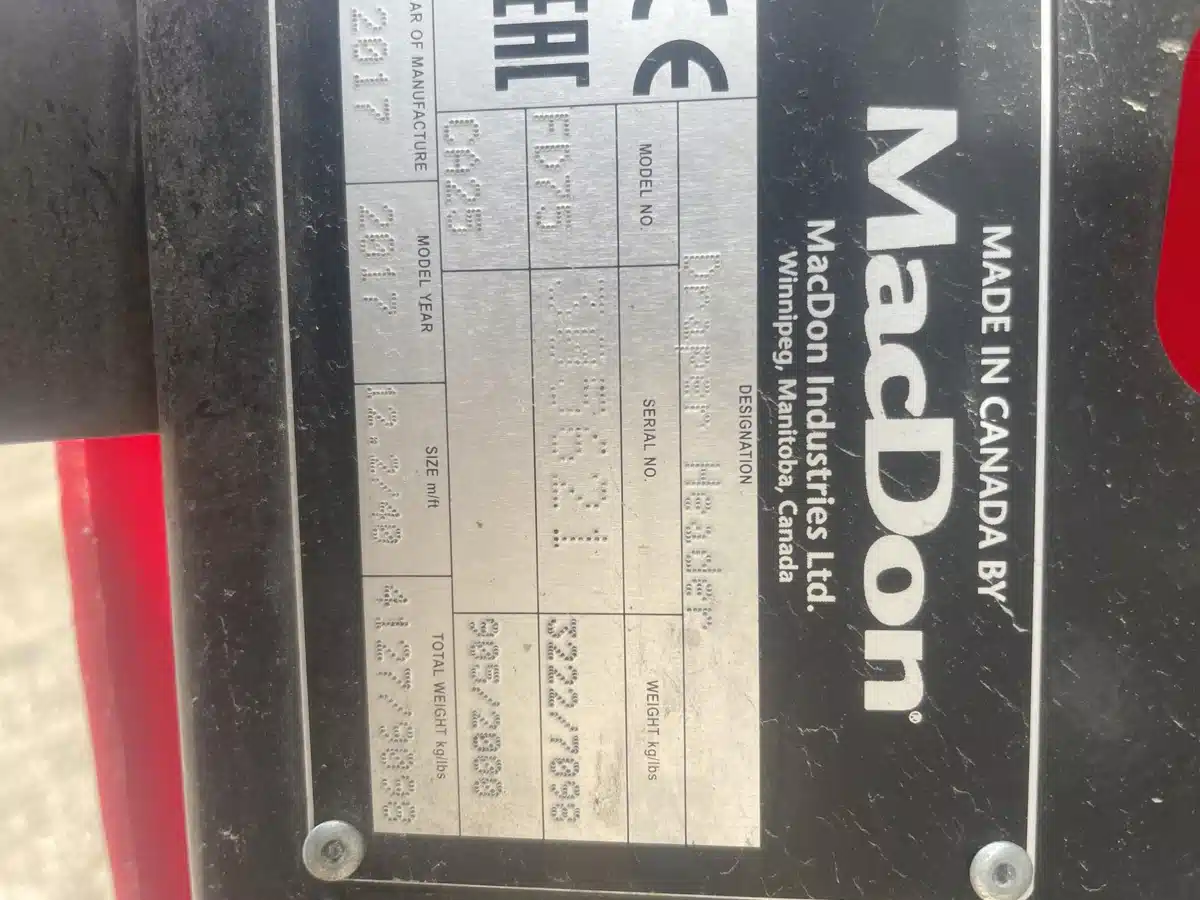 MADE IN CANADA BY
MacDon®
MacDon Industries Ltd.
Winnipeg, Manitoba, Canada
CE
DESIGNATION
Draper Header
MODEL NO. SERIAL NO. WEIGHT kg/lbs
EAC
FD75 3222/7098
CA25 905/2000
OF MANUFACTURE MODEL YEAR SIZE m/ft TOTAL WEIGHT kg/lbs
2017 2017 12.2/40 4127/9098